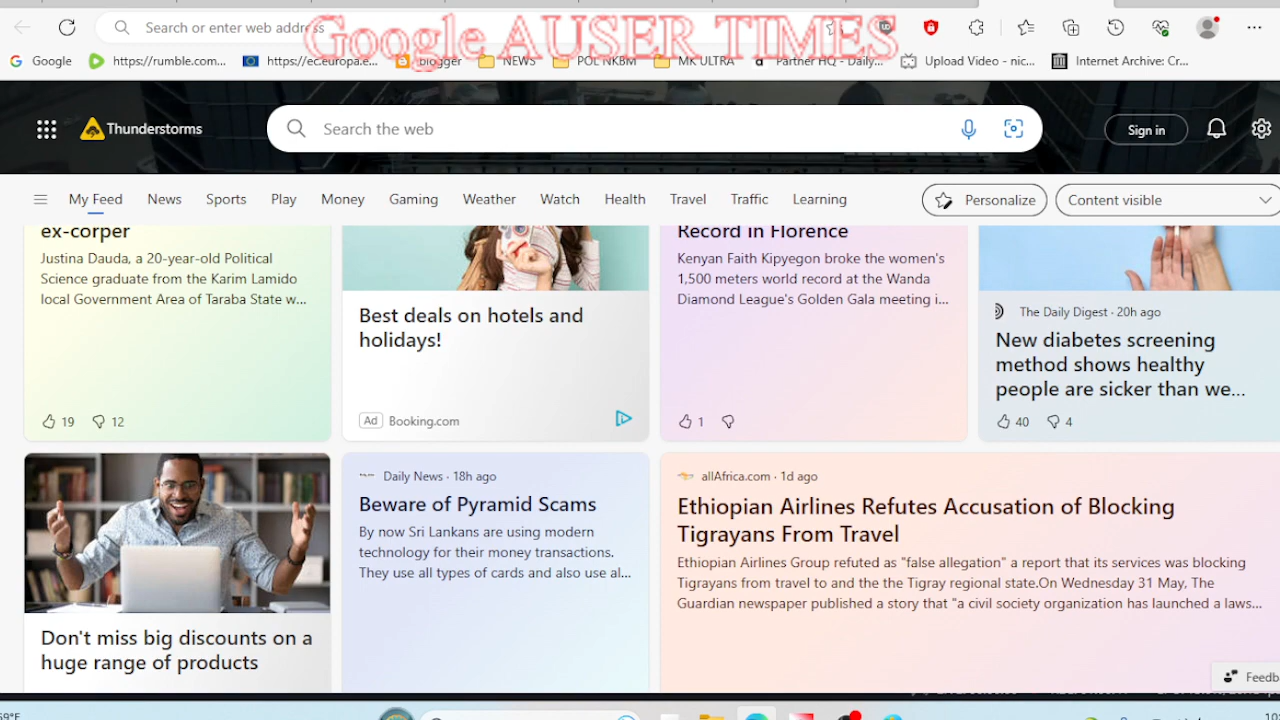 Google AUSER TIMES
Search or enter web address
Google
https://rumble.com...
https://ec.europa.e...
blogger
NEWS
POL NKBM
MK ULTRA
Partner HQ - Daily...
Upload Video - nic...
Internet Archive: Cr...
Thunderstorms
Search the web
Sign in
My Feed
News
Sports
Play
Money
Gaming
Weather
Watch
Health
Travel
Traffic
Learning
Personalize
Content visible
ex-corper
Justina Dauda, a 20-year-old Political
Science graduate from the Karim Lamido
local Government Area of Taraba State w...
19
12
Best deals on hotels and
holidays!
Ad
Booking.com
Record in Florence
Kenyan Faith Kipyegon broke the women's
1,500 meters world record at the Wanda
Diamond League's Golden Gala meeting i...
1
The Daily Digest · 20h ago
New diabetes screening
method shows healthy
people are sicker than we...
40
4
Don't miss big discounts on a
huge range of products
Daily News · 18h ago
Beware of Pyramid Scams
By now Sri Lankans are using modern
technology for their money transactions.
They use all types of cards and also use al...
allAfrica.com · 1d ago
Ethiopian Airlines Refutes Accusation of Blocking
Tigrayans From Travel
Ethiopian Airlines Group refuted as "false allegation" a report that its services was blocking
Tigrayans from travel to and the the Tigray regional state.On Wednesday 31 May, The
Guardian newspaper published a story that "a civil society organization has launched a laws...
Feedb